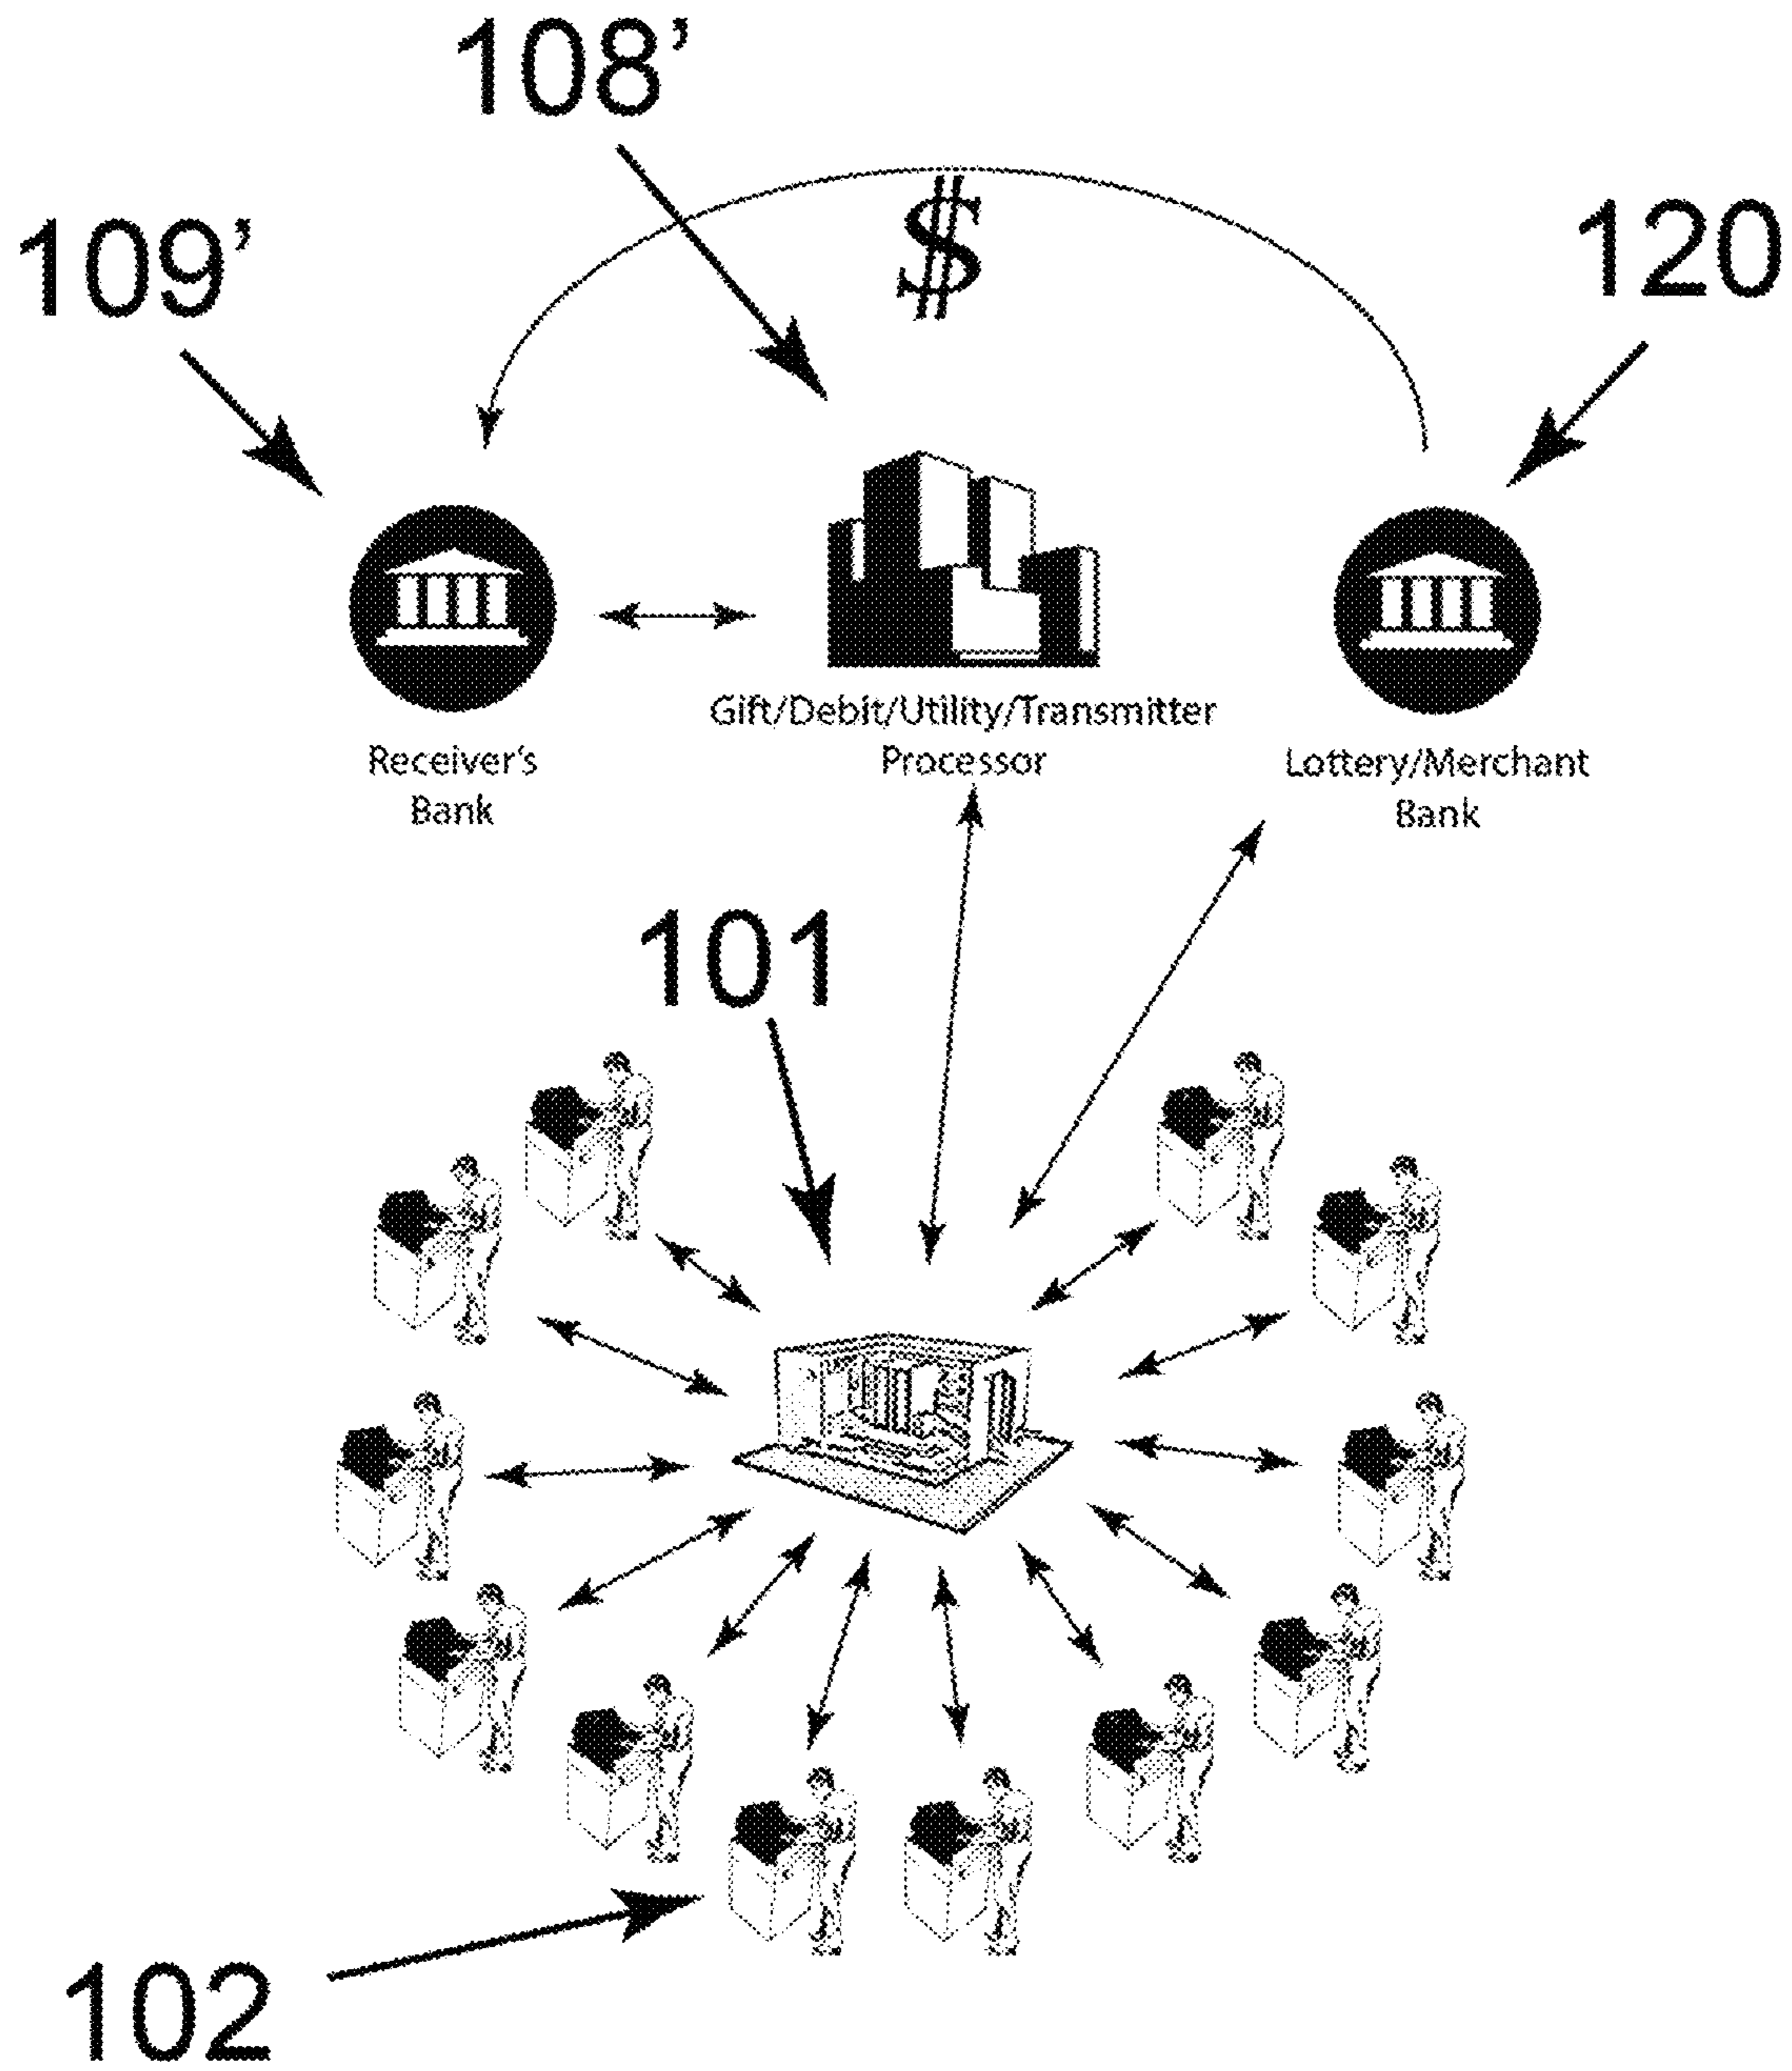 108’
109’
$
120
Gift/Debit/Utility/Transmitter
Processor
Receiver's
Bank
Lottery/Merchant
Bank
101
102